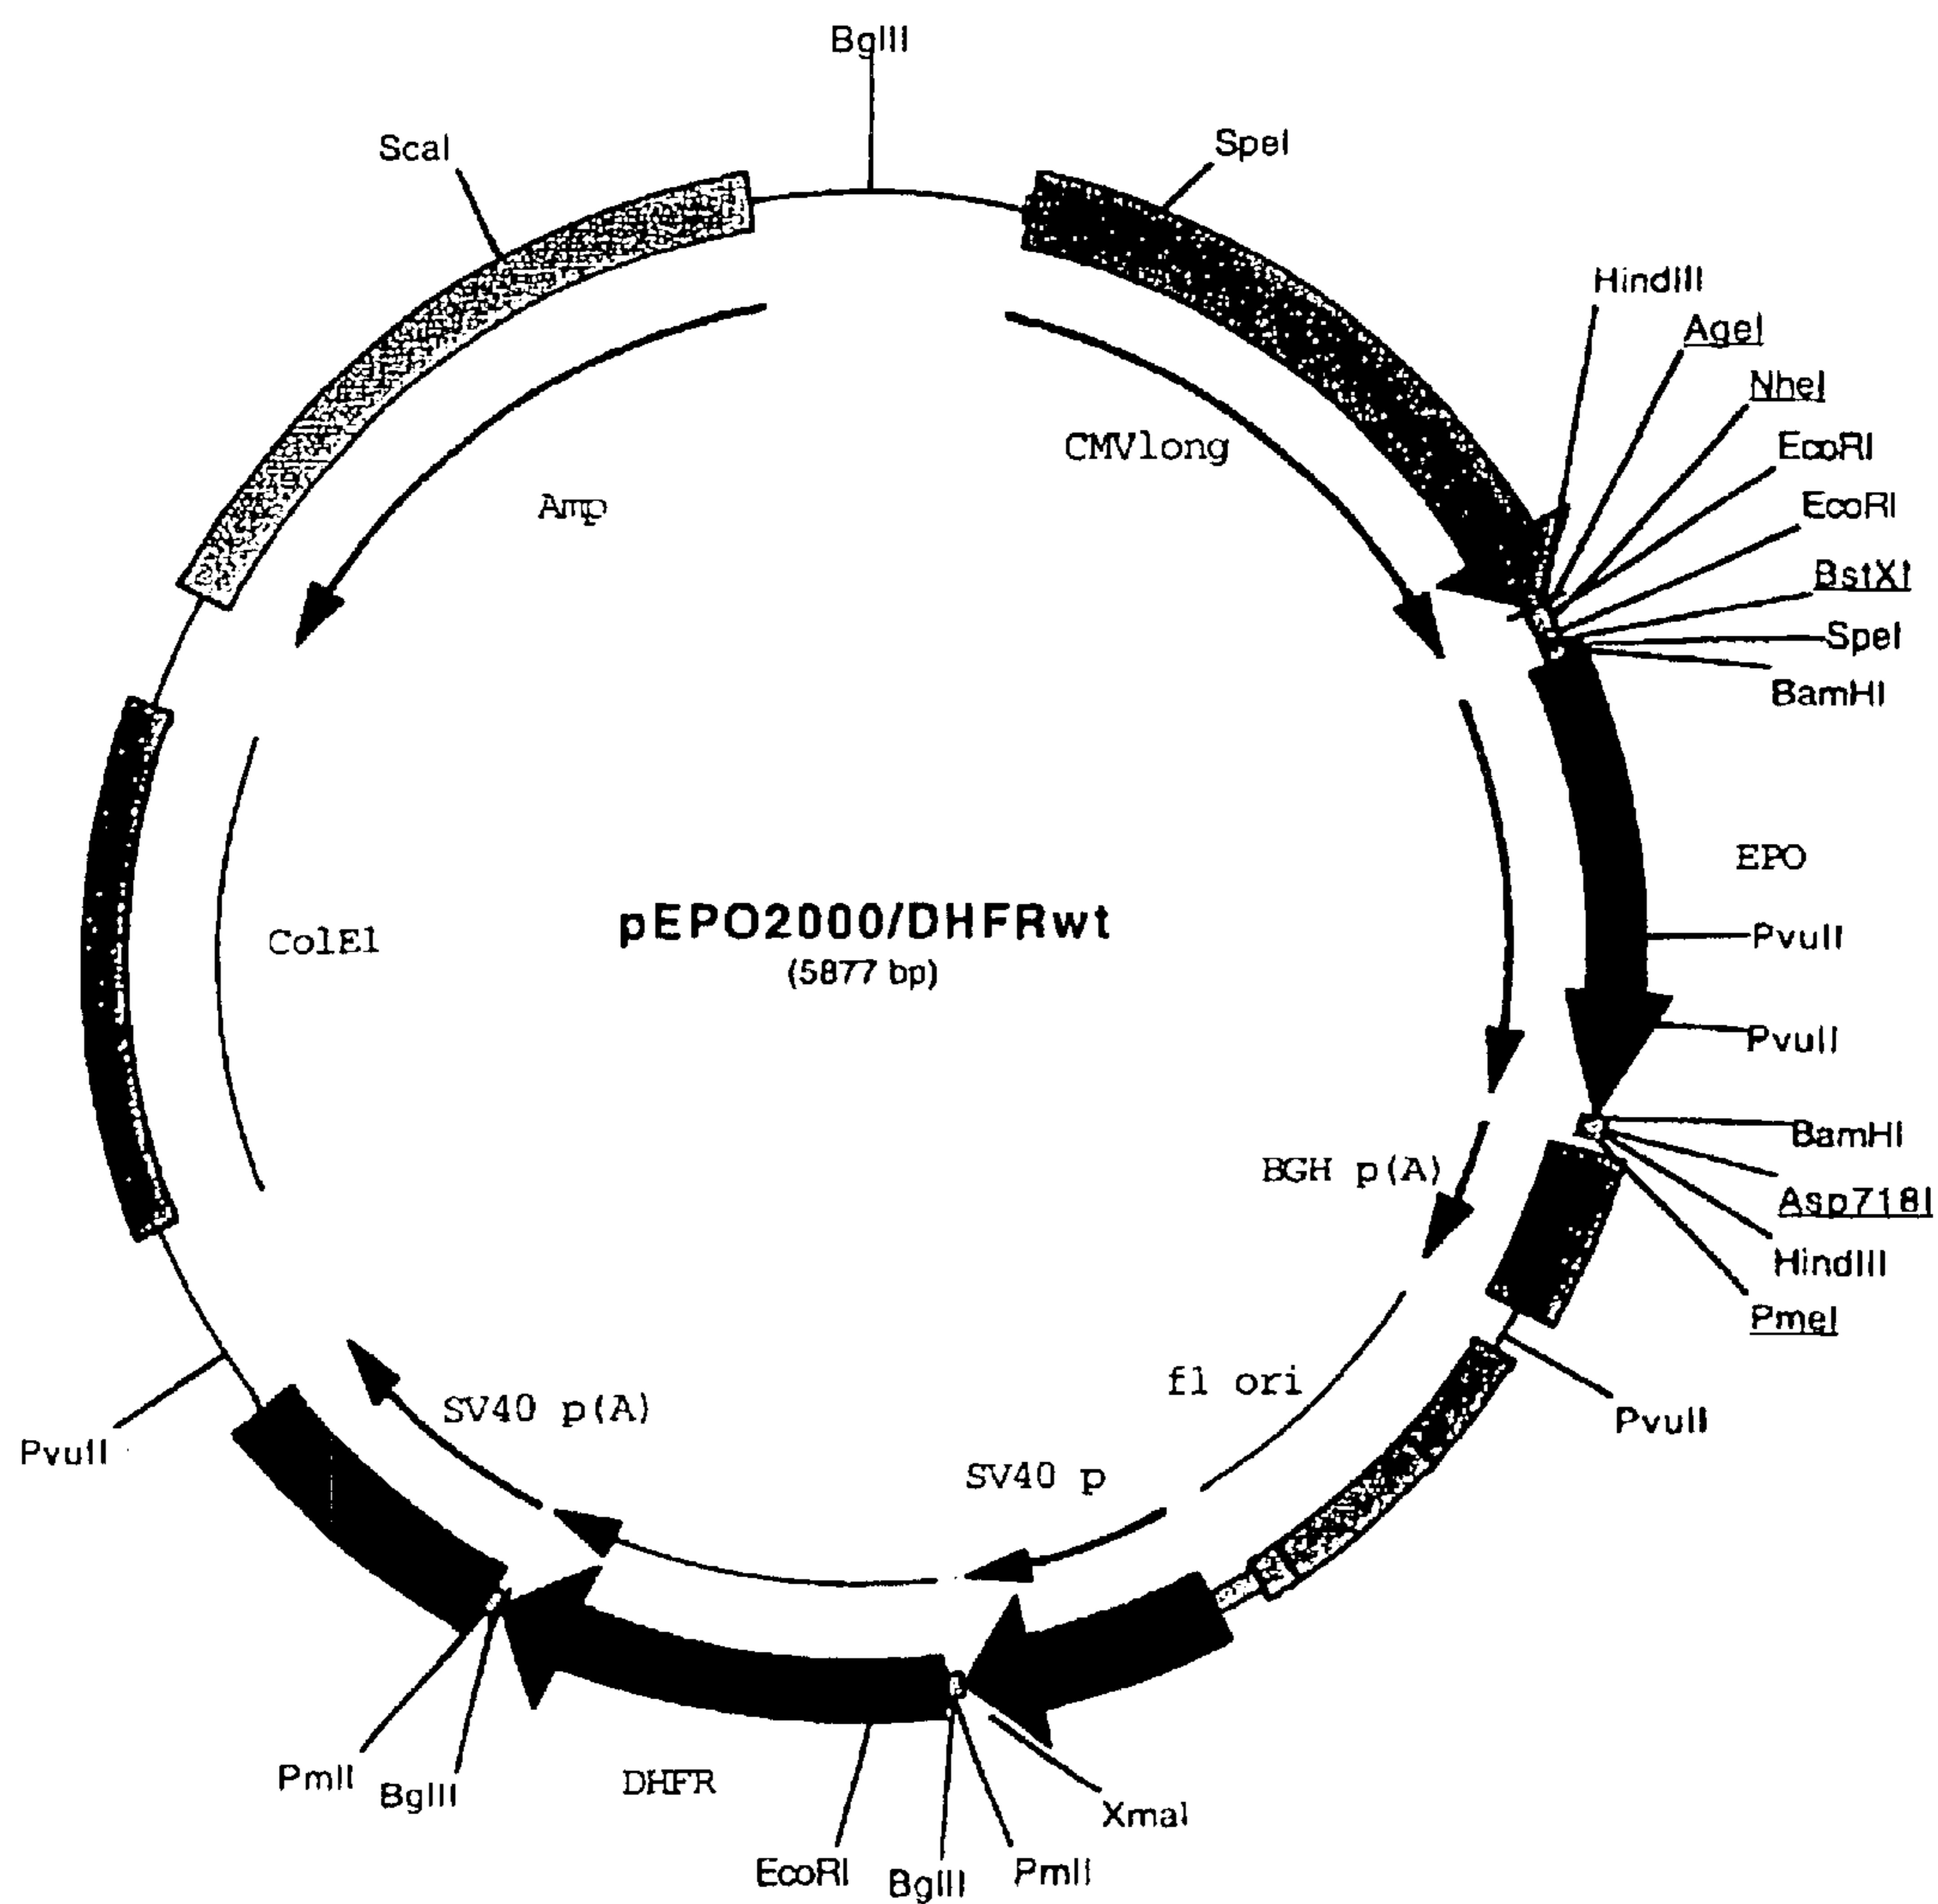 BglII
ScaI
SpeI
HindIII
AgeI
NheI
EcoRI
EcoRI
BstXI
SpeI
BamHI
CMVlong
Amp
EPO
pEPO2000/DHFRwt
(5877 bp)
ColE1
PvuII
PvuII
BamHI
BGH p(A)
Asp718I
HindIII
PmeI
f1 ori
SV40 p(A)
PvuII
PvuII
SV40 p
PmlI
BglII
DHFR
XmaI
EcoRI
BglII
PmlI